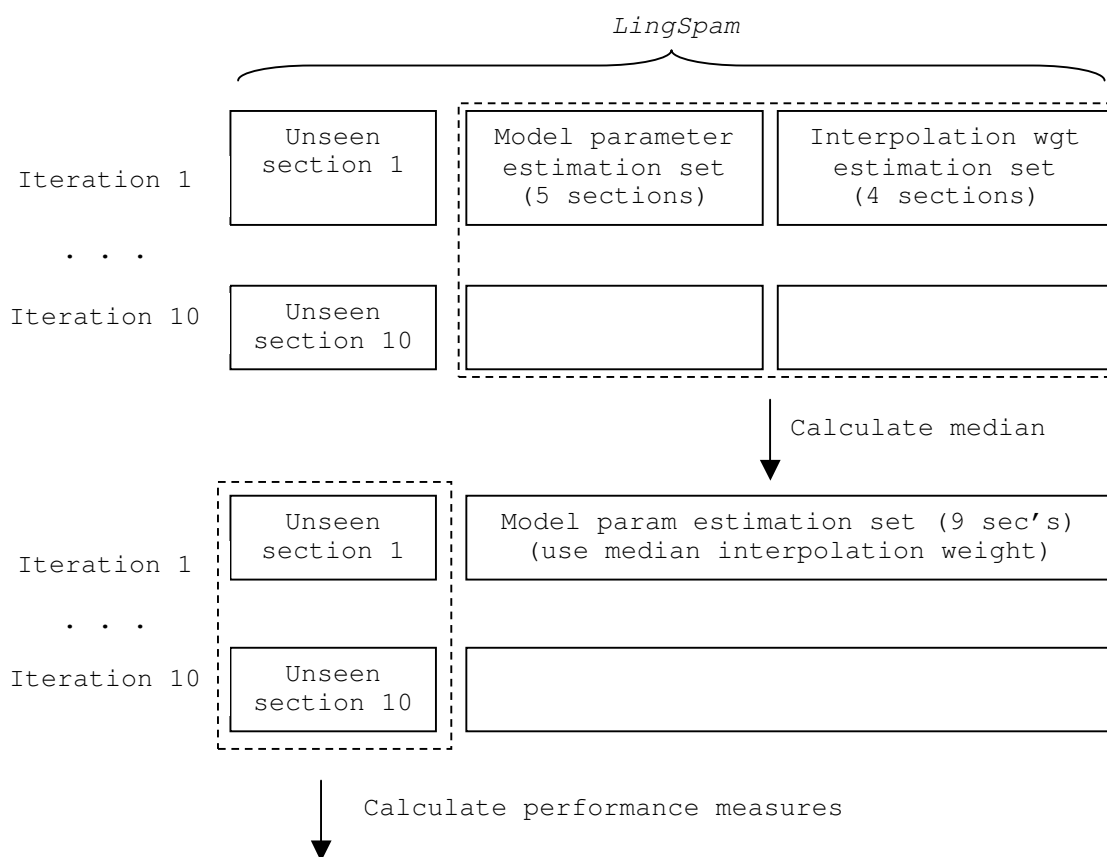 LingSpam
Unseen
section 1
Model parameter
estimation set
(5 sections)
Interpolation wgt
estimation set
(4 sections)
Iteration 1
. . .
Iteration 10
Unseen
section 10
Calculate median
Unseen
section 1
Model param estimation set (9 sec’s)
(use median interpolation weight)
Iteration 1
. . .
Iteration 10
Unseen
section 10
Calculate performance measures